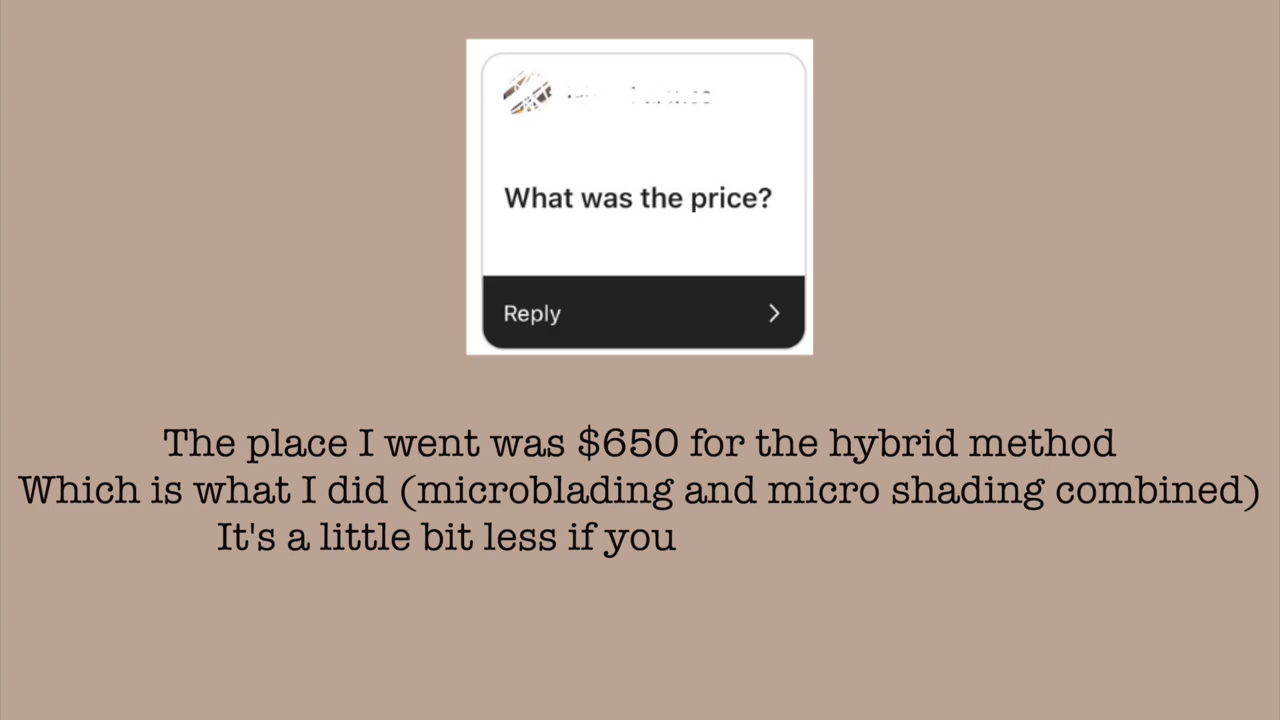 What was the price?
Reply
The place I went was $650 for the hybrid method
Which is what I did (microblading and micro shading combined)
It's a little bit less if you